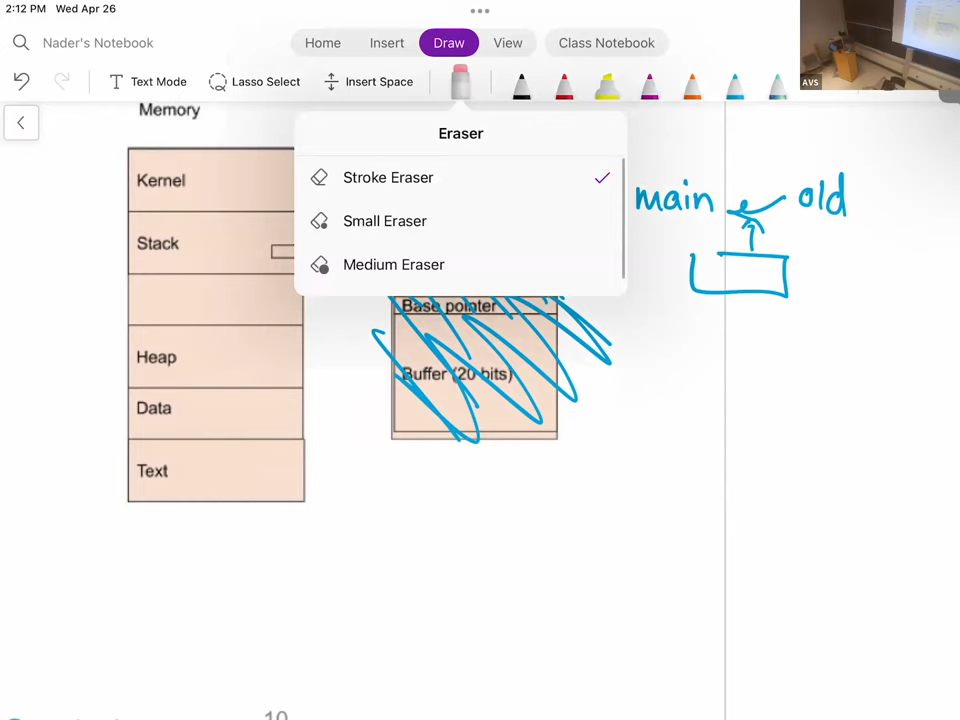 2:12 PM Wed Apr 26
Nader's Notebook
Home Insert Draw View Class Notebook
Text Mode Lasso Select Insert Space
AVS
Memory
Eraser
Stroke Eraser
Small Eraser
Medium Eraser
Kernel
Stack
Heap
Data
Text
Base pointer
Buffer (20 bits)
main old
10